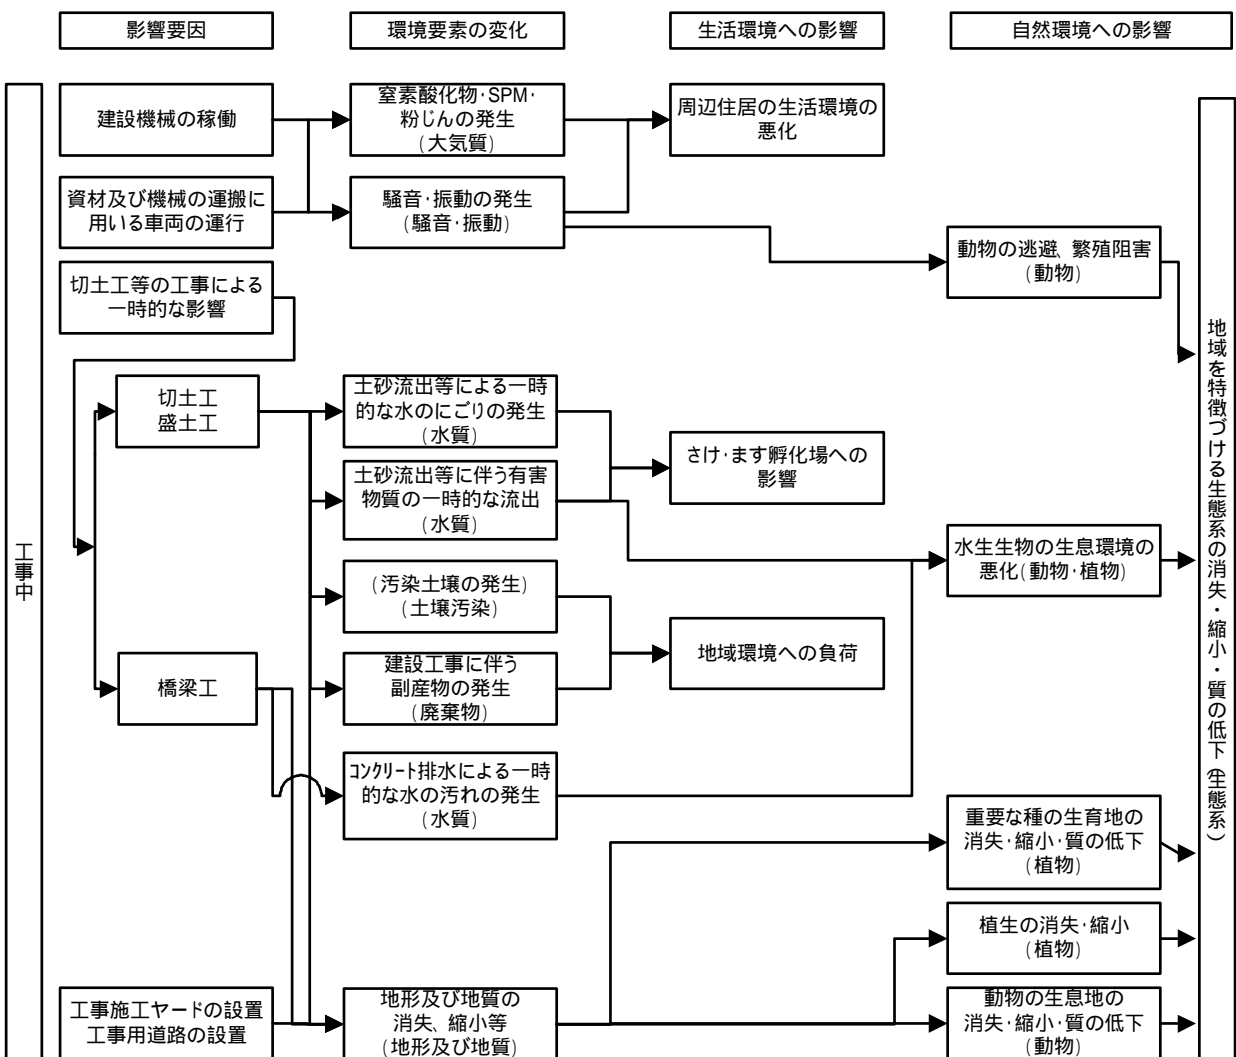 影響要因
環境要素の変化
生活環境への影響
自然環境への影響
工事中
建設機械の稼働
窒素酸化物･SPM･
粉じんの発生
(大気質)
周辺住居の生活環境の
悪化
資材及び機械の運搬に
用いる車両の運行
騒音･振動の発生
(騒音･振動)
動物の逃避、繁殖阻害
(動物)
切土工等の工事による
一時的な影響
切土工
盛土工
土砂流出等による一時
的な水のにごりの発生
(水質)
さけ･ます孵化場への
影響
土砂流出等に伴う有害
物質の一時的な流出
(水質)
水生生物の生息環境の
悪化(動物･植物)
(汚染土壌の発生)
(土壌汚染)
地域環境への負荷
橋梁工
建設工事に伴う
副産物の発生
(廃棄物)
ｺﾝｸﾘｰﾄ排水による一時
的な水の汚れの発生
(水質)
重要な種の生育地の
消失･縮小･質の低下
(植物)
植生の消失･縮小
(植物)
工事施工ヤードの設置
工事用道路の設置
地形及び地質の
消失、縮小等
(地形及び地質)
動物の生息地の
消失･縮小･質の低下
(動物)
地域を特徴づける生態系の消失・縮小・質の低下（生態系）